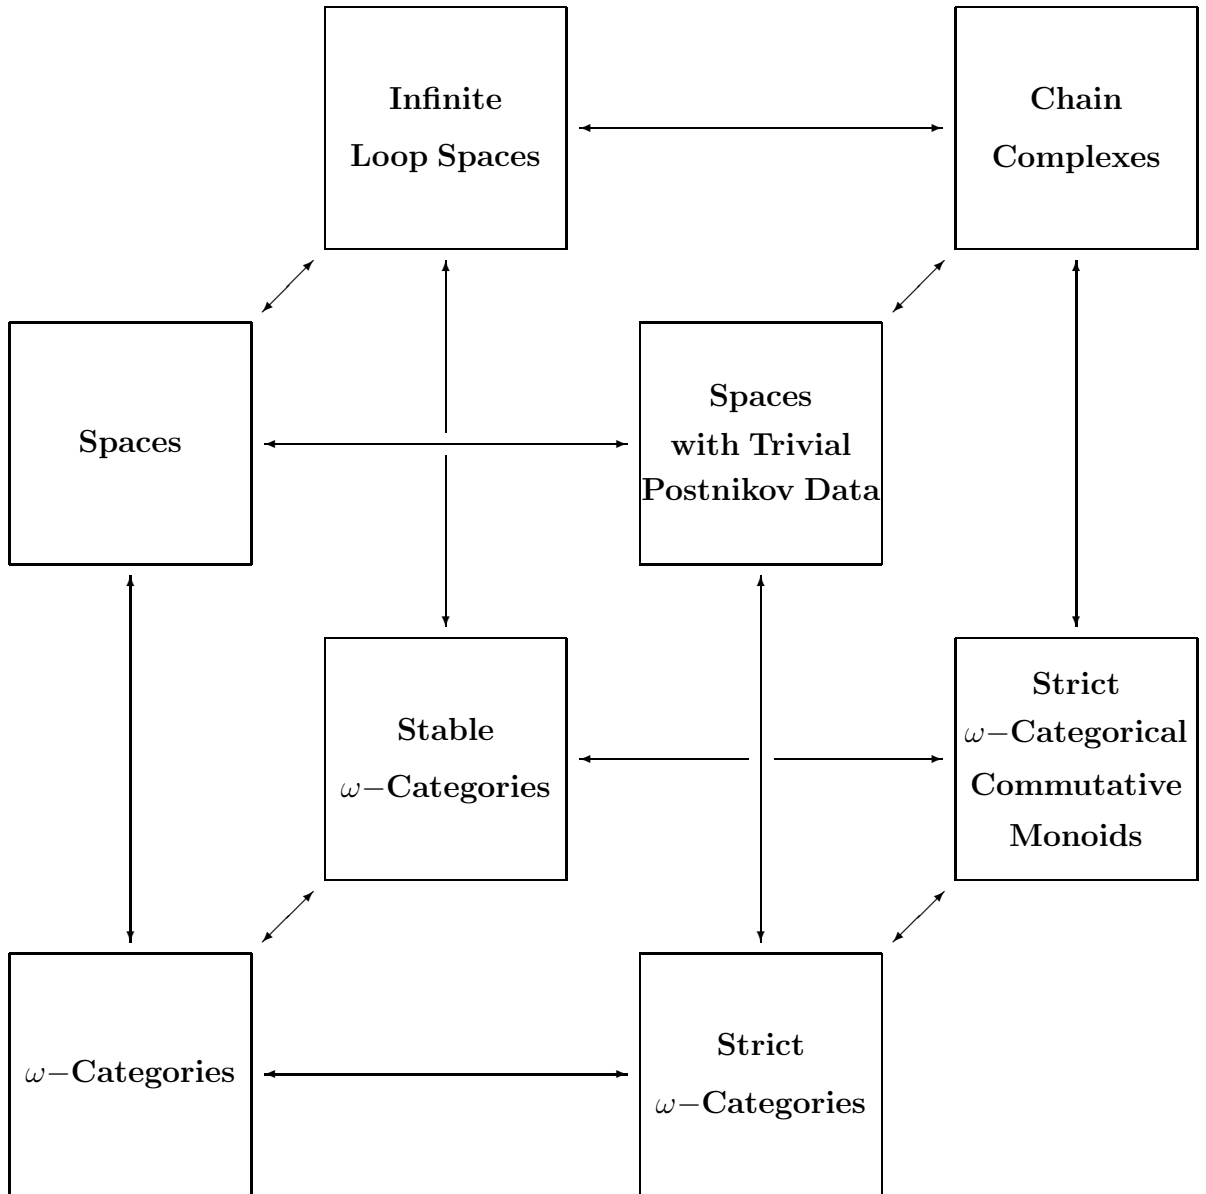 Infinite
Loop Spaces
Chain
Complexes
Spaces
Spaces
with Trivial
Postnikov Data
Stable
ω−Categories
Strict
ω−Categorical
Commutative
Monoids
ω−Categories
Strict
ω−Categories